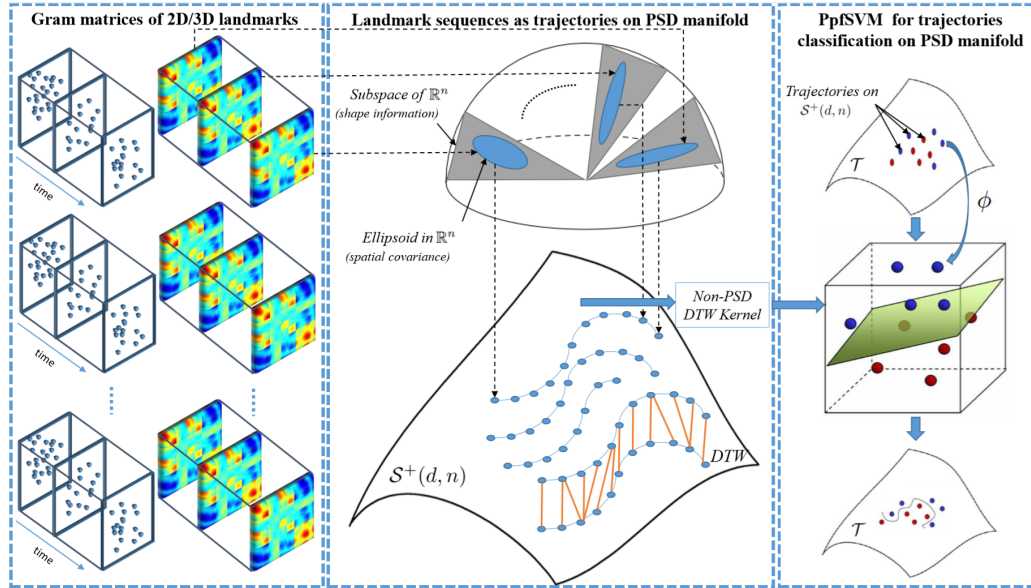 Gram matrices of 2D/3D landmarks
time
time
time
Landmark sequences as trajectories on PSD manifold
Subspace of ℝⁿ
(shape information)
Ellipsoid in ℝⁿ
(spatial covariance)
Non-PSD
DTW Kernel
DTW
𝒮⁺(d, n)
PpfSVM for trajectories
classification on PSD manifold
Trajectories on
𝒮⁺(d, n)
𝒯
ϕ
𝒯